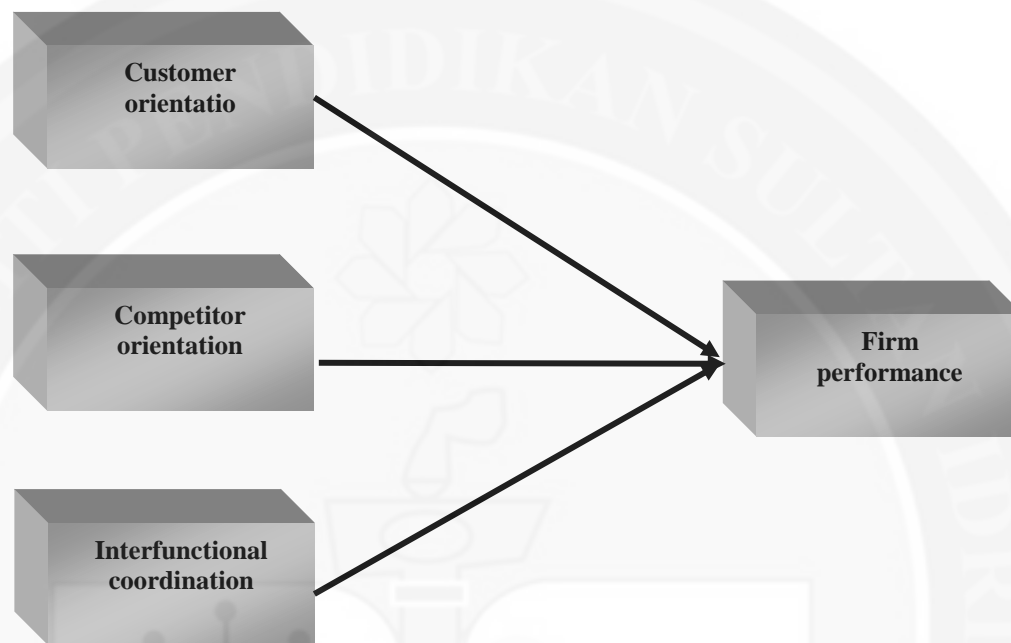 Customer
orientatio
Competitor
orientation
Firm
performance
Interfunctional
coordination